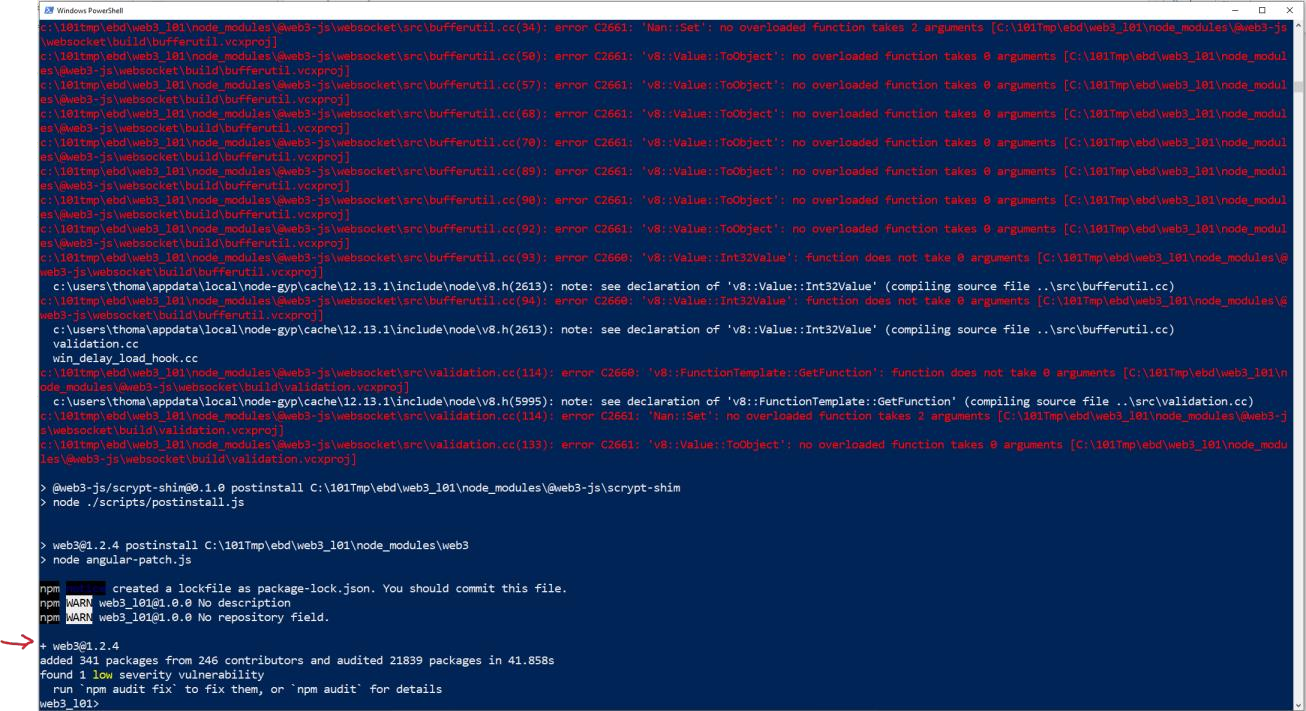 Windows PowerShell
c:\101tmp\ebd\web3_l01\node_modules\@web3-js\websocket\src\bufferutil.cc(34): error C2661: 'Nan::Set': no overloaded function takes 2 arguments [C:\101Tmp\ebd\web3_l01\node_modules\@web3-js
\websocket\build\bufferutil.vcxproj]
c:\101tmp\ebd\web3_l01\node_modules\@web3-js\websocket\src\bufferutil.cc(50): error C2661: 'v8::Value::ToObject': no overloaded function takes 0 arguments [C:\101Tmp\ebd\web3_l01\node_modul
es\@web3-js\websocket\build\bufferutil.vcxproj]
c:\101tmp\ebd\web3_l01\node_modules\@web3-js\websocket\src\bufferutil.cc(57): error C2661: 'v8::Value::ToObject': no overloaded function takes 0 arguments [C:\101Tmp\ebd\web3_l01\node_modul
es\@web3-js\websocket\build\bufferutil.vcxproj]
c:\101tmp\ebd\web3_l01\node_modules\@web3-js\websocket\src\bufferutil.cc(68): error C2661: 'v8::Value::ToObject': no overloaded function takes 0 arguments [C:\101Tmp\ebd\web3_l01\node_modul
es\@web3-js\websocket\build\bufferutil.vcxproj]
c:\101tmp\ebd\web3_l01\node_modules\@web3-js\websocket\src\bufferutil.cc(70): error C2661: 'v8::Value::ToObject': no overloaded function takes 0 arguments [C:\101Tmp\ebd\web3_l01\node_modul
es\@web3-js\websocket\build\bufferutil.vcxproj]
c:\101tmp\ebd\web3_l01\node_modules\@web3-js\websocket\src\bufferutil.cc(89): error C2661: 'v8::Value::ToObject': no overloaded function takes 0 arguments [C:\101Tmp\ebd\web3_l01\node_modul
es\@web3-js\websocket\build\bufferutil.vcxproj]
c:\101tmp\ebd\web3_l01\node_modules\@web3-js\websocket\src\bufferutil.cc(90): error C2661: 'v8::Value::ToObject': no overloaded function takes 0 arguments [C:\101Tmp\ebd\web3_l01\node_modul
es\@web3-js\websocket\build\bufferutil.vcxproj]
c:\101tmp\ebd\web3_l01\node_modules\@web3-js\websocket\src\bufferutil.cc(92): error C2661: 'v8::Value::ToObject': no overloaded function takes 0 arguments [C:\101Tmp\ebd\web3_l01\node_modul
es\@web3-js\websocket\build\bufferutil.vcxproj]
c:\101tmp\ebd\web3_l01\node_modules\@web3-js\websocket\src\bufferutil.cc(93): error C2660: 'v8::Value::Int32Value': function does not take 0 arguments [C:\101Tmp\ebd\web3_l01\node_modules\@
web3-js\websocket\build\bufferutil.vcxproj]
c:\users\thoma\appdata\local\node-gyp\cache\12.13.1\include\node\v8.h(2613): note: see declaration of 'v8::Value::Int32Value' (compiling source file ..\src\bufferutil.cc)
c:\101tmp\ebd\web3_l01\node_modules\@web3-js\websocket\src\bufferutil.cc(94): error C2660: 'v8::Value::Int32Value': function does not take 0 arguments [C:\101Tmp\ebd\web3_l01\node_modules\@
web3-js\websocket\build\bufferutil.vcxproj]
c:\users\thoma\appdata\local\node-gyp\cache\12.13.1\include\node\v8.h(2613): note: see declaration of 'v8::Value::Int32Value' (compiling source file ..\src\bufferutil.cc)
validation.cc
win_delay_load_hook.cc
c:\101tmp\ebd\web3_l01\node_modules\@web3-js\websocket\src\validation.cc(114): error C2660: 'v8::FunctionTemplate::GetFunction': function does not take 0 arguments [C:\101Tmp\ebd\web3_l01\n
ode_modules\@web3-js\websocket\build\validation.vcxproj]
c:\users\thoma\appdata\local\node-gyp\cache\12.13.1\include\node\v8.h(5995): note: see declaration of 'v8::FunctionTemplate::GetFunction' (compiling source file ..\src\validation.cc)
c:\101tmp\ebd\web3_l01\node_modules\@web3-js\websocket\src\validation.cc(114): error C2661: 'Nan::Set': no overloaded function takes 2 arguments [C:\101Tmp\ebd\web3_l01\node_modules\@web3-j
s\websocket\build\validation.vcxproj]
c:\101tmp\ebd\web3_l01\node_modules\@web3-js\websocket\src\validation.cc(133): error C2661: 'v8::Value::ToObject': no overloaded function takes 0 arguments [C:\101Tmp\ebd\web3_l01\node_modu
les\@web3-js\websocket\build\validation.vcxproj]
> @web3-js/scrypt-shim@0.1.0 postinstall C:\101Tmp\ebd\web3_l01\node_modules\@web3-js\scrypt-shim
> node ./scripts/postinstall.js
> web3@1.2.4 postinstall C:\101Tmp\ebd\web3_l01\node_modules\web3
> node angular-patch.js
npm notice created a lockfile as package-lock.json. You should commit this file.
npm WARN web3_l01@1.0.0 No description
npm WARN web3_l01@1.0.0 No repository field.
+ web3@1.2.4
added 341 packages from 246 contributors and audited 21839 packages in 41.858s
found 1 low severity vulnerability
run `npm audit fix` to fix them, or `npm audit` for details
web3_l01>